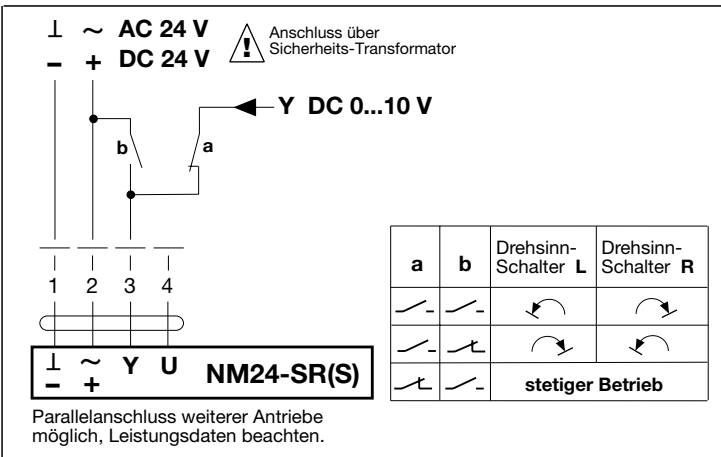 ⊥ ~ AC 24 V
– + DC 24 V
! Anschluss über
Sicherheits-Transformator
Y DC 0...10 V
b a
1 2 3 4
⊥ ~ Y U
– +
NM24-SR(S)
Parallelanschluss weiterer Antriebe
möglich, Leistungsdaten beachten.
a b Drehsinn-
Schalter L Drehsinn-
Schalter R
stetiger Betrieb